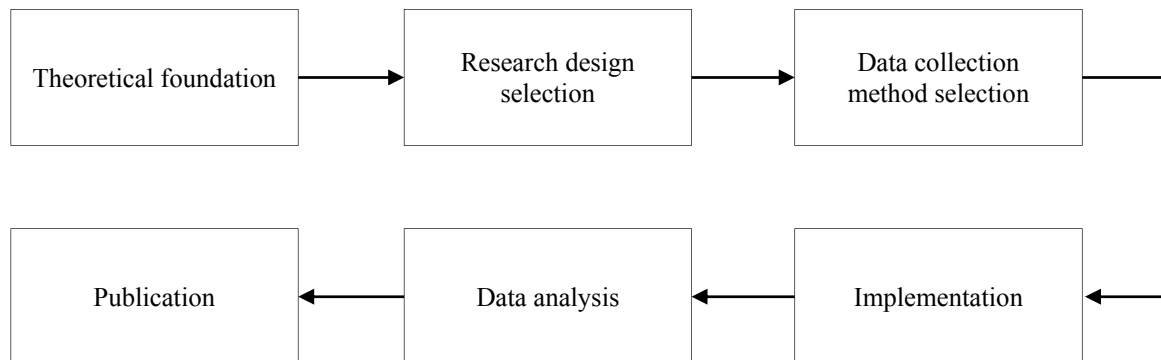 Theoretical foundation
Research design
selection
Data collection
method selection
Publication
Data analysis
Implementation